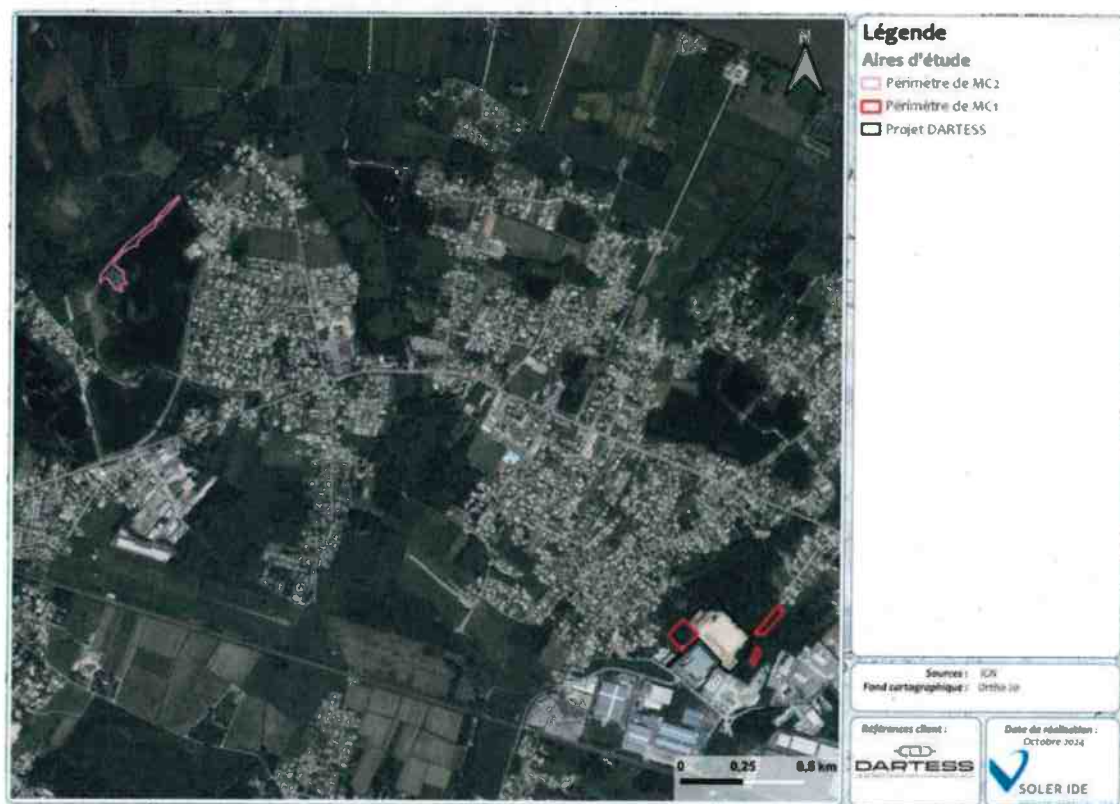 N
Légende
Aires d'étude
Périmètre de MC2
Périmètre de MC1
Projet DARTESS
0 0,25 0,5 km
Sources : IGN
Fond cartographique : Ortho
Références client :
DARTESS
Date de réalisation :
Octobre 2024
SOLER IDE